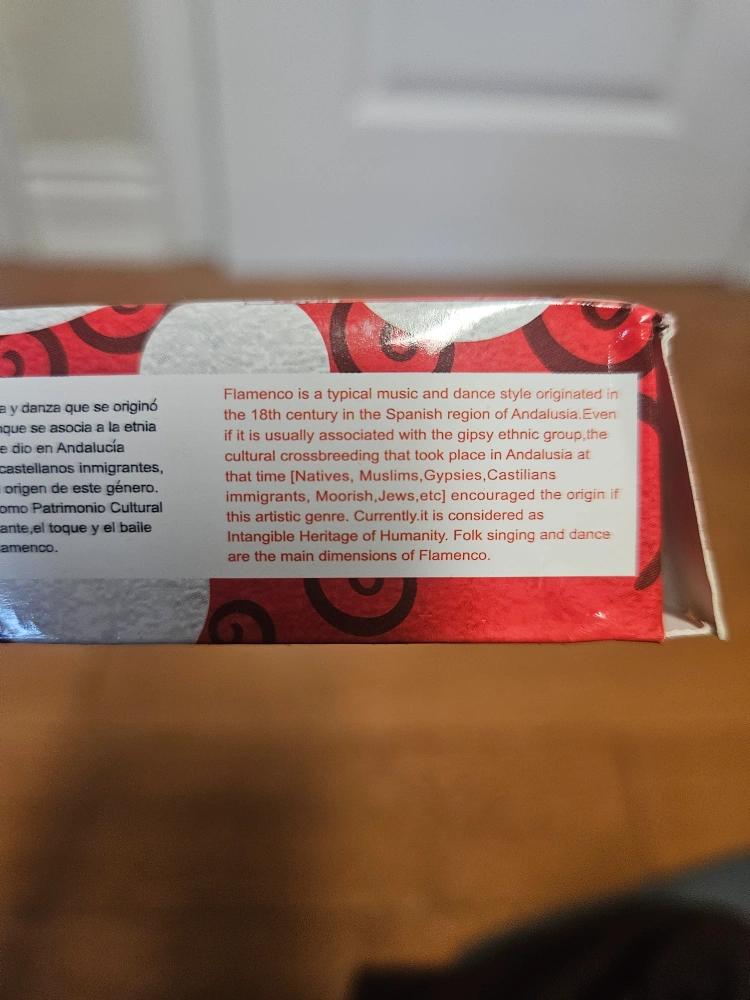 a y danza que se originó
que se asocia a la etnia
e dio en Andalucía
castellanos inmigrantes,
origen de este género.
omo Patrimonio Cultural
ante,el toque y el baile
amenco.
Flamenco is a typical music and dance style originated in
the 18th century in the Spanish region of Andalusia.Even
if it is usually associated with the gipsy ethnic group,the
cultural crossbreeding that took place in Andalusia at
that time [Natives, Muslims,Gypsies,Castilians
immigrants, Moorish,Jews,etc] encouraged the origin if
this artistic genre. Currently.it is considered as
Intangible Heritage of Humanity. Folk singing and dance
are the main dimensions of Flamenco.